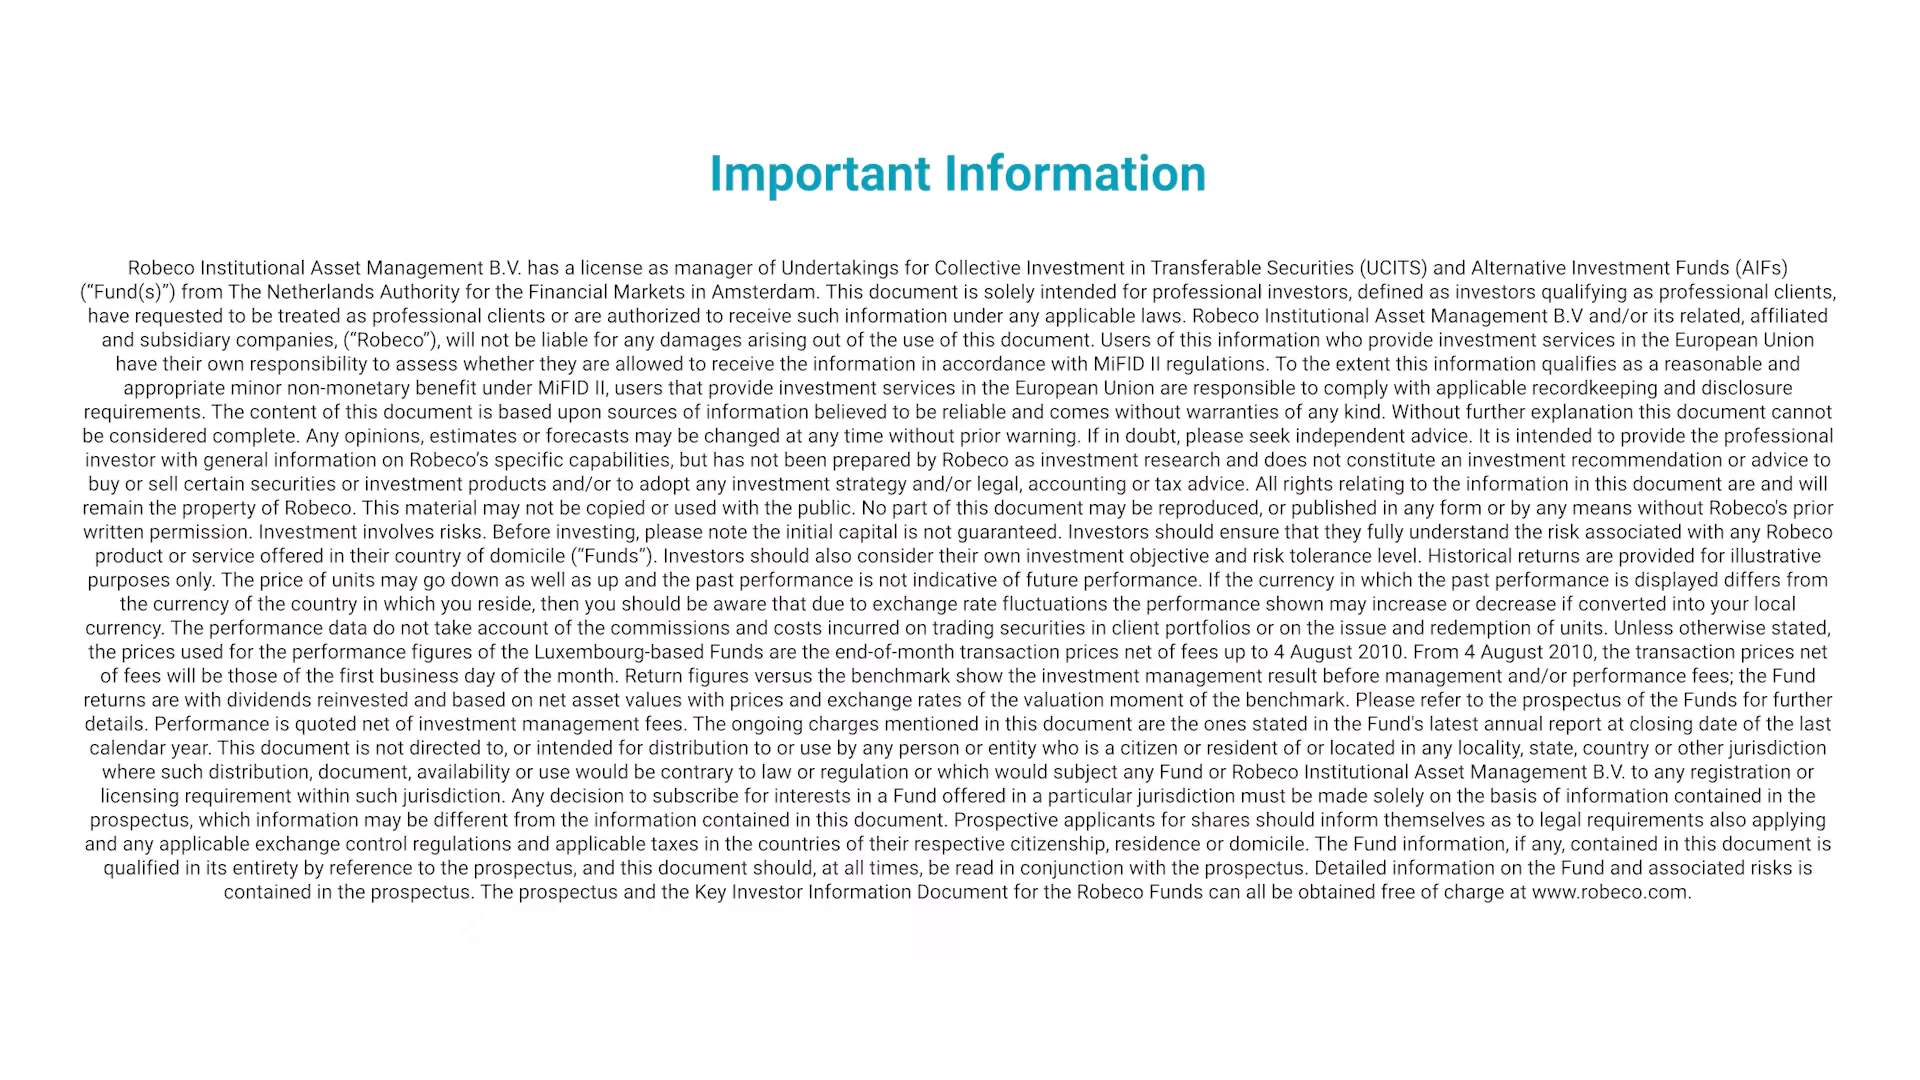 Important Information
Robeco Institutional Asset Management B.V. has a license as manager of Undertakings for Collective Investment in Transferable Securities (UCITS) and Alternative Investment Funds (AIFs)
(“Fund(s)”) from The Netherlands Authority for the Financial Markets in Amsterdam. This document is solely intended for professional investors, defined as investors qualifying as professional clients,
have requested to be treated as professional clients or are authorized to receive such information under any applicable laws. Robeco Institutional Asset Management B.V and/or its related, affiliated
and subsidiary companies, (“Robeco”), will not be liable for any damages arising out of the use of this document. Users of this information who provide investment services in the European Union
have their own responsibility to assess whether they are allowed to receive the information in accordance with MiFID II regulations. To the extent this information qualifies as a reasonable and
appropriate minor non-monetary benefit under MiFID II, users that provide investment services in the European Union are responsible to comply with applicable recordkeeping and disclosure
requirements. The content of this document is based upon sources of information believed to be reliable and comes without warranties of any kind. Without further explanation this document cannot
be considered complete. Any opinions, estimates or forecasts may be changed at any time without prior warning. If in doubt, please seek independent advice. It is intended to provide the professional
investor with general information on Robeco’s specific capabilities, but has not been prepared by Robeco as investment research and does not constitute an investment recommendation or advice to
buy or sell certain securities or investment products and/or to adopt any investment strategy and/or legal, accounting or tax advice. All rights relating to the information in this document are and will
remain the property of Robeco. This material may not be copied or used with the public. No part of this document may be reproduced, or published in any form or by any means without Robeco's prior
written permission. Investment involves risks. Before investing, please note the initial capital is not guaranteed. Investors should ensure that they fully understand the risk associated with any Robeco
product or service offered in their country of domicile (“Funds”). Investors should also consider their own investment objective and risk tolerance level. Historical returns are provided for illustrative
purposes only. The price of units may go down as well as up and the past performance is not indicative of future performance. If the currency in which the past performance is displayed differs from
the currency of the country in which you reside, then you should be aware that due to exchange rate fluctuations the performance shown may increase or decrease if converted into your local
currency. The performance data do not take account of the commissions and costs incurred on trading securities in client portfolios or on the issue and redemption of units. Unless otherwise stated,
the prices used for the performance figures of the Luxembourg-based Funds are the end-of-month transaction prices net of fees up to 4 August 2010. From 4 August 2010, the transaction prices net
of fees will be those of the first business day of the month. Return figures versus the benchmark show the investment management result before management and/or performance fees; the Fund
returns are with dividends reinvested and based on net asset values with prices and exchange rates of the valuation moment of the benchmark. Please refer to the prospectus of the Funds for further
details. Performance is quoted net of investment management fees. The ongoing charges mentioned in this document are the ones stated in the Fund's latest annual report at closing date of the last
calendar year. This document is not directed to, or intended for distribution to or use by any person or entity who is a citizen or resident of or located in any locality, state, country or other jurisdiction
where such distribution, document, availability or use would be contrary to law or regulation or which would subject any Fund or Robeco Institutional Asset Management B.V. to any registration or
licensing requirement within such jurisdiction. Any decision to subscribe for interests in a Fund offered in a particular jurisdiction must be made solely on the basis of information contained in the
prospectus, which information may be different from the information contained in this document. Prospective applicants for shares should inform themselves as to legal requirements also applying
and any applicable exchange control regulations and applicable taxes in the countries of their respective citizenship, residence or domicile. The Fund information, if any, contained in this document is
qualified in its entirety by reference to the prospectus, and this document should, at all times, be read in conjunction with the prospectus. Detailed information on the Fund and associated risks is
contained in the prospectus. The prospectus and the Key Investor Information Document for the Robeco Funds can all be obtained free of charge at www.robeco.com.